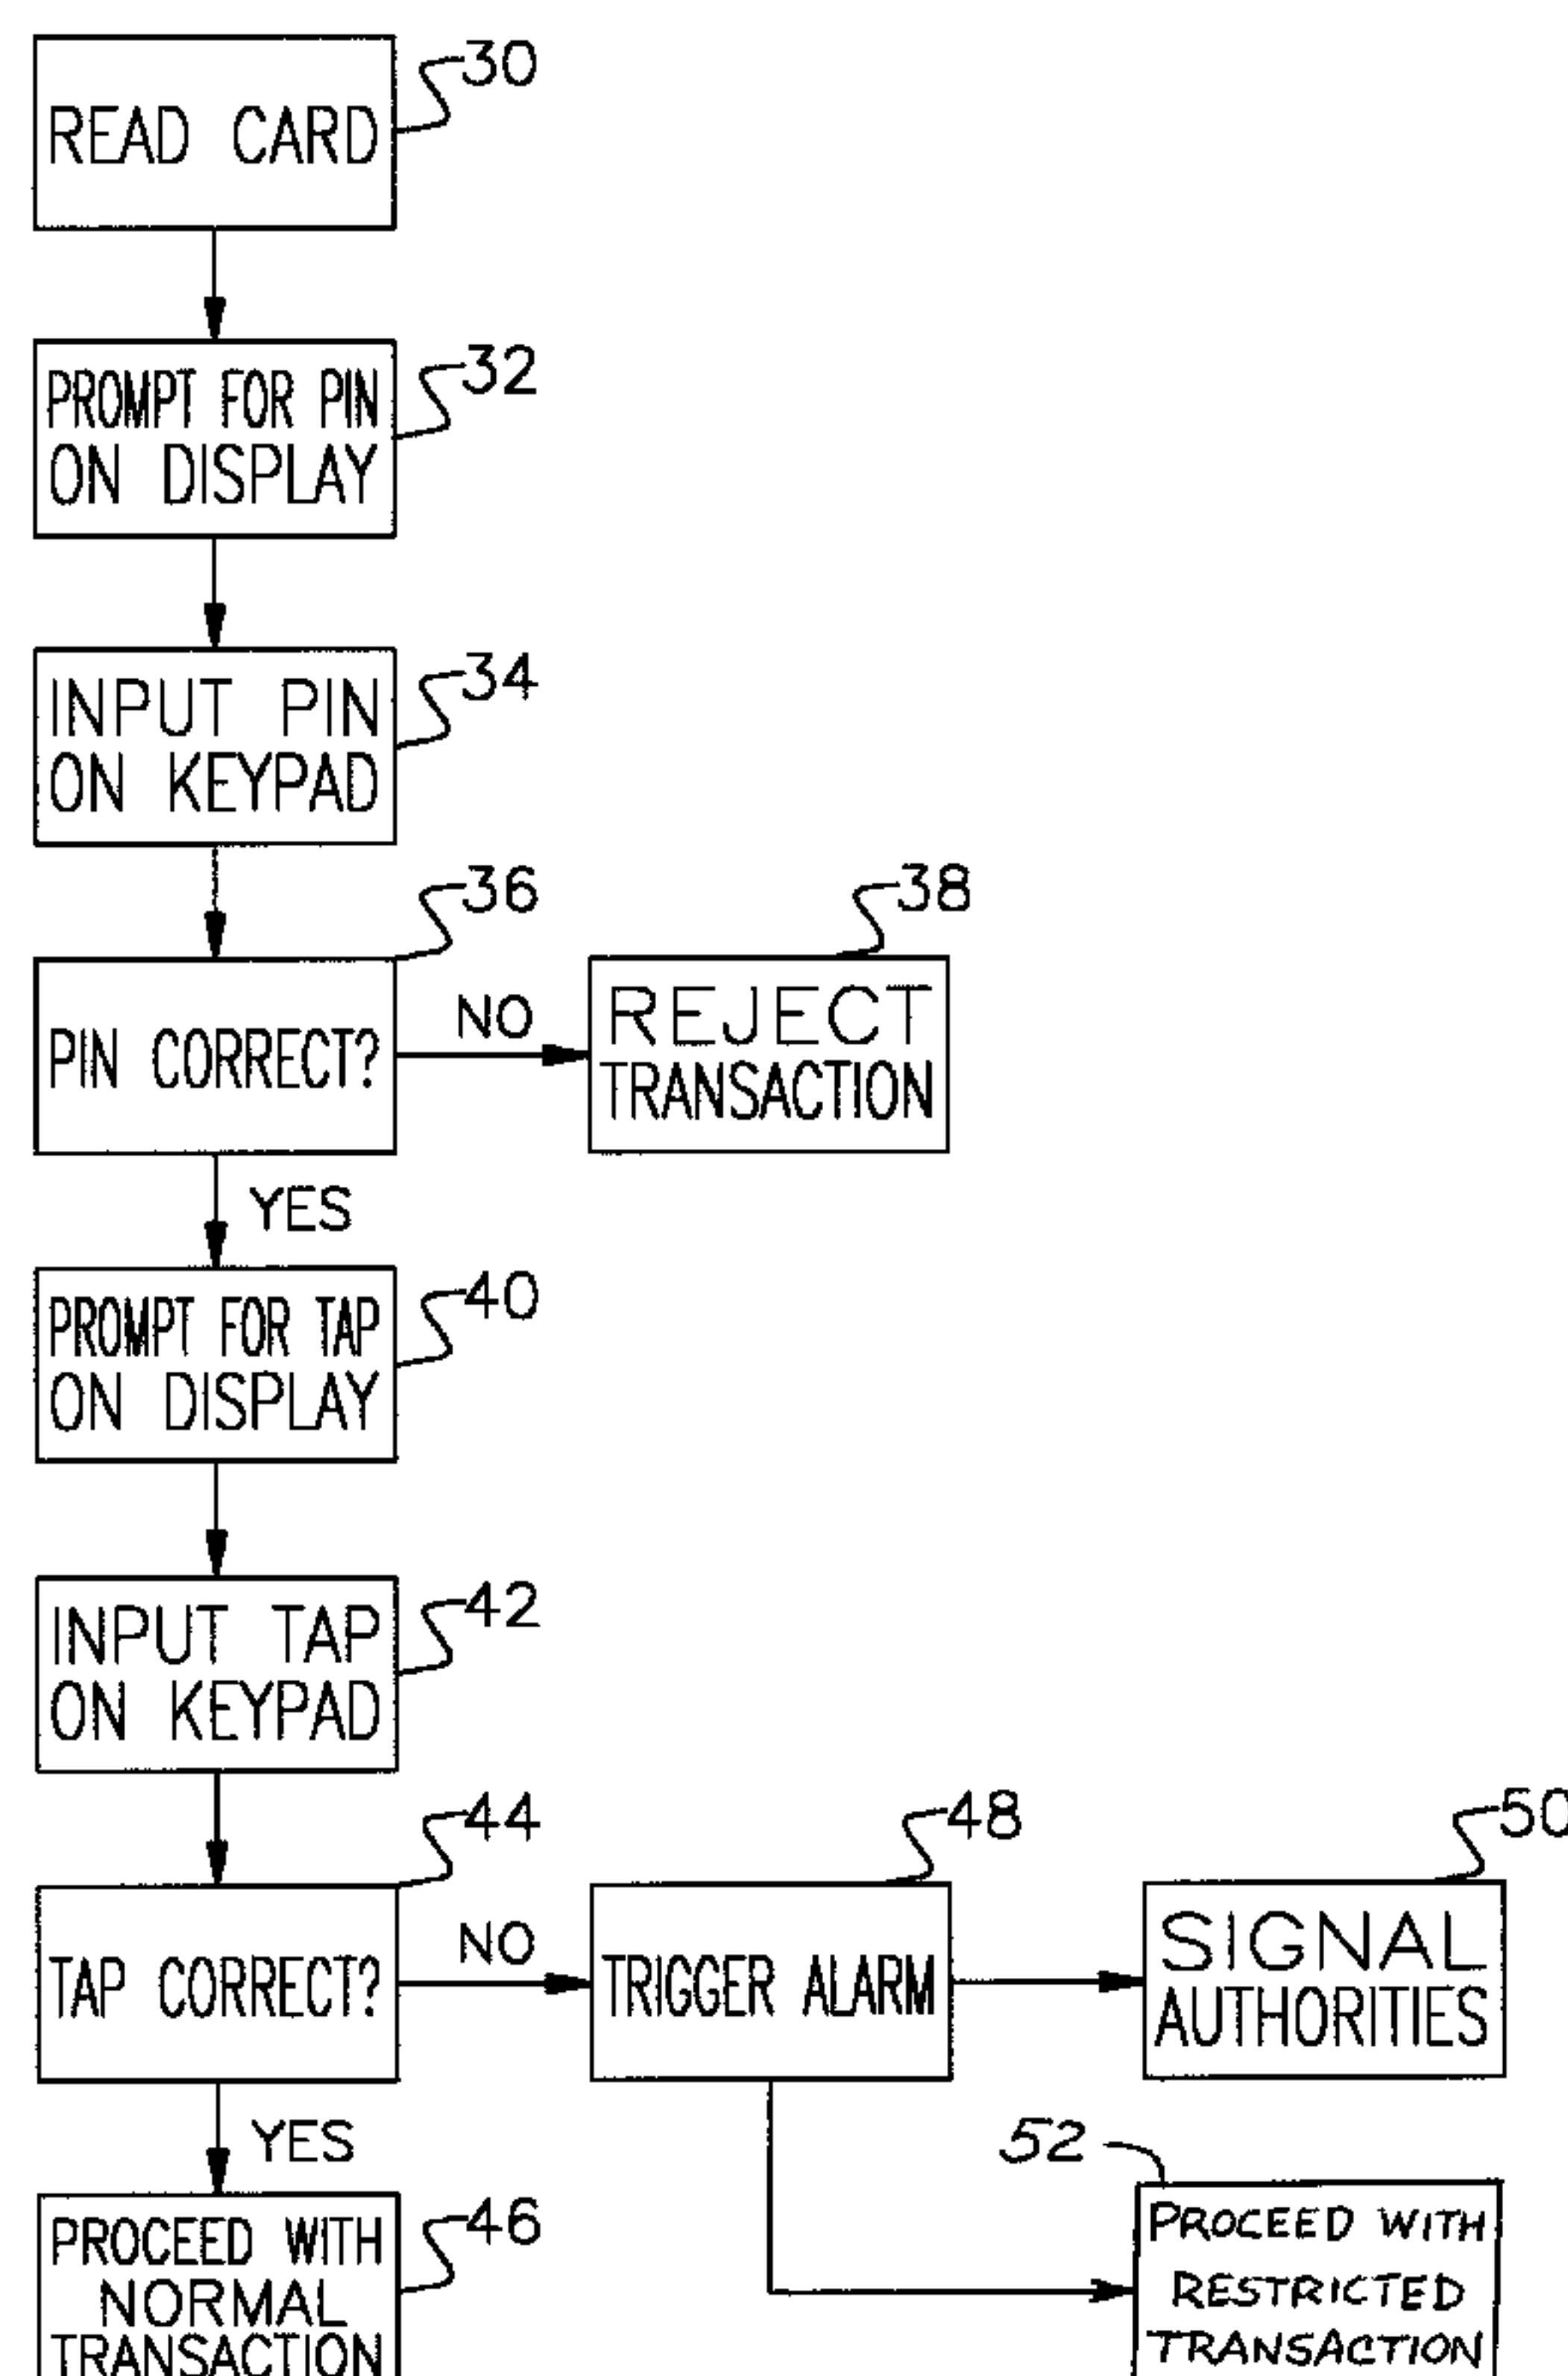 30
READ CARD
32
PROMPT FOR PIN
ON DISPLAY
34
INPUT PIN
ON KEYPAD
36
38
PIN CORRECT?
NO
REJECT
TRANSACTION
YES
40
PROMPT FOR TAP
ON DISPLAY
42
INPUT TAP
ON KEYPAD
44
48
50
TAP CORRECT?
NO
TRIGGER ALARM
SIGNAL
AUTHORITIES
YES
52
46
PROCEED WITH
NORMAL
TRANSACTION
PROCEED WITH
RESTRICTED
TRANSACTION